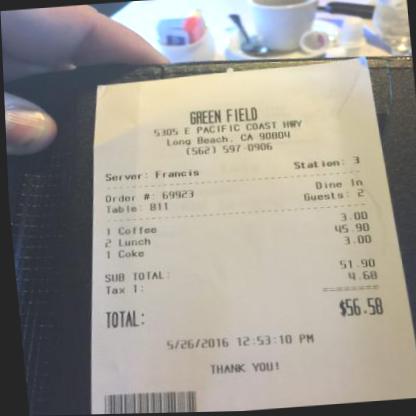 GREEN FIELD
5305 E PACIFIC COAST HWY
Long Beach, CA 90804
(562) 597-0906
Server: Francis Station: 3
Order #: 69923 Dine In
Table: B11 Guests: 2
1 Coffee 3.00
2 Lunch 45.90
1 Coke 3.00
SUB TOTAL: 51.90
Tax 1: 4.68
TOTAL: $56.58
5/26/2016 12:53:10 PM
THANK YOU!